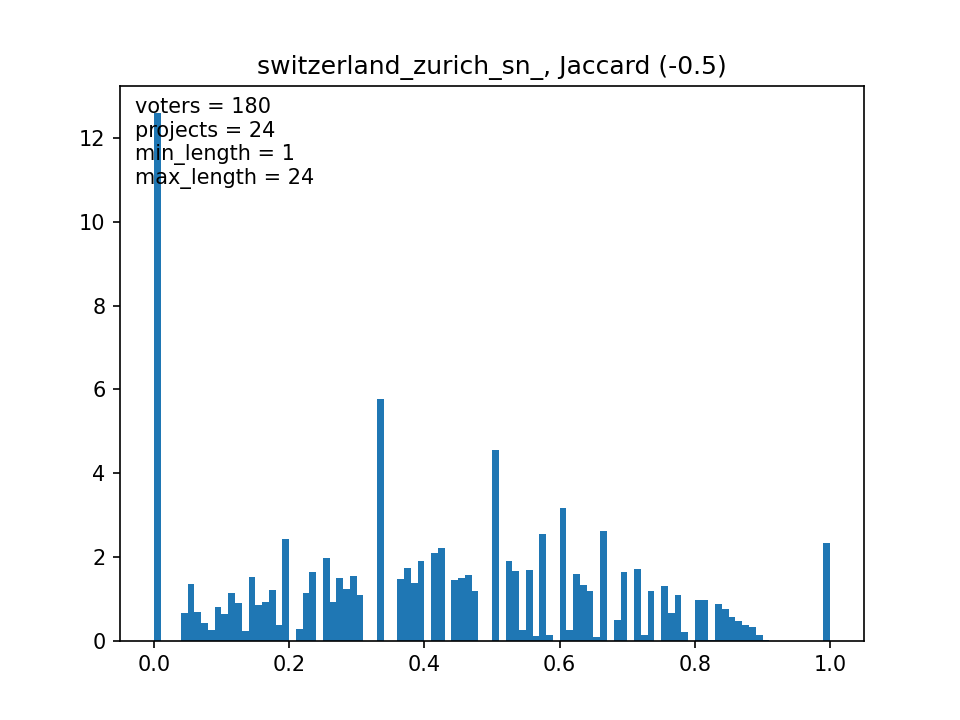 switzerland_zurich_sn_, Jaccard (-0.5)
voters = 180
projects = 24
min_length = 1
max_length = 24
12
10
8
6
4
2
0
0.0 0.2 0.4 0.6 0.8 1.0